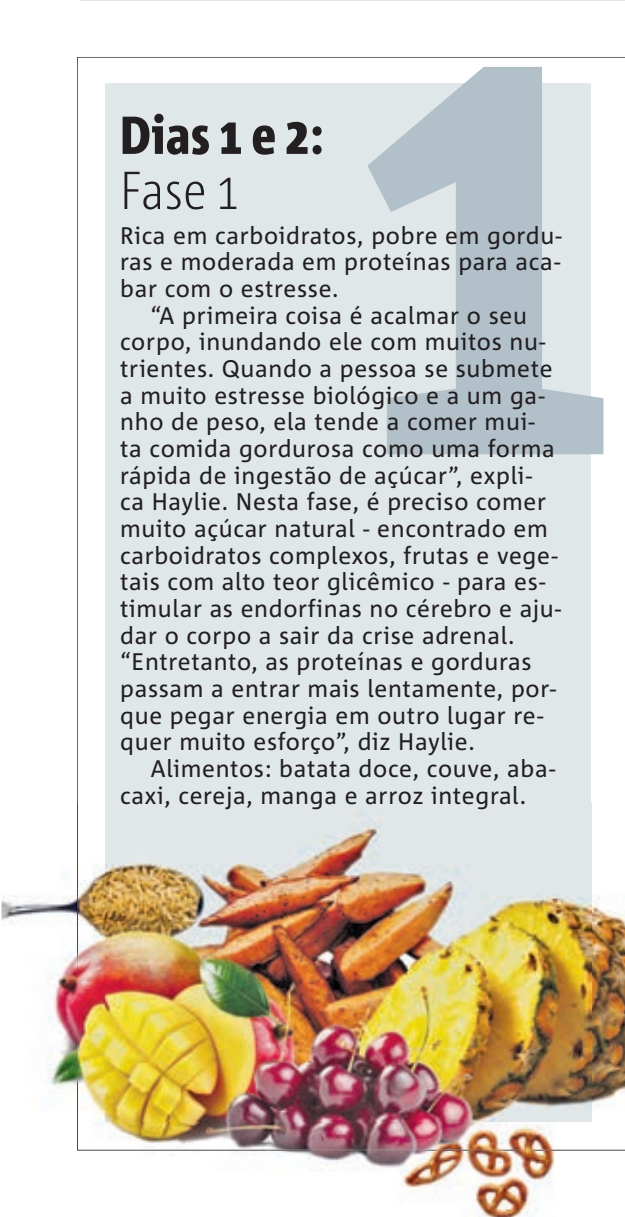 1
Dias 1 e 2:
Fase 1
Rica em carboidratos, pobre em gordu-
ras e moderada em proteínas para aca-
bar com o estresse.
“A primeira coisa é acalmar o seu
corpo, inundando ele com muitos nu-
trientes. Quando a pessoa se submete
a muito estresse biológico e a um ga-
nho de peso, ela tende a comer mui-
ta comida gordurosa como uma forma
rápida de ingestão de açúcar”, expli-
ca Haylie. Nesta fase, é preciso comer
muito açúcar natural - encontrado em
carboidratos complexos, frutas e vege-
tais com alto teor glicêmico - para es-
timular as endorfinas no cérebro e aju-
dar o corpo a sair da crise adrenal.
“Entretanto, as proteínas e gorduras
passam a entrar mais lentamente, por-
que pegar energia em outro lugar re-
quer muito esforço”, diz Haylie.
Alimentos: batata doce, couve, aba-
caxi, cereja, manga e arroz integral.